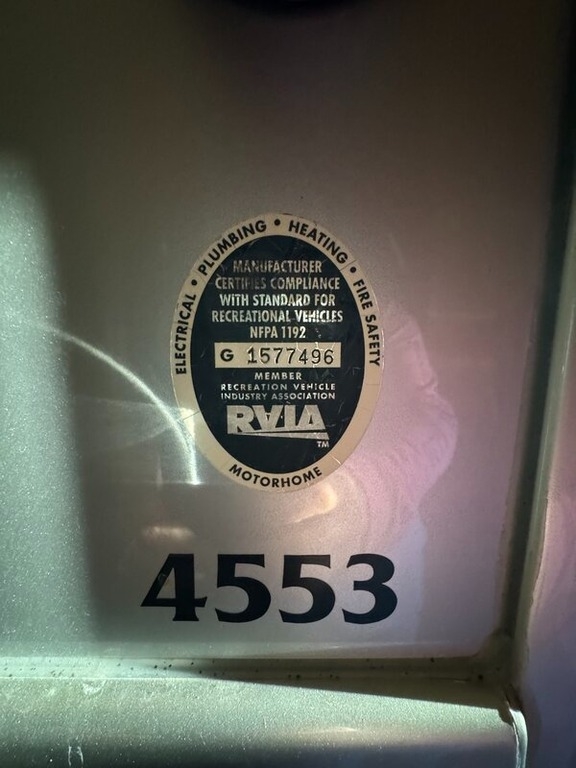 ELECTRICAL • PLUMBING • HEATING • FIRE SAFETY
MANUFACTURER
CERTIFIES COMPLIANCE
WITH STANDARD FOR
RECREATIONAL VEHICLES
NFPA 1192
G 1577496
MEMBER
RECREATION VEHICLE
INDUSTRY ASSOCIATION
RVIA
TM
MOTORHOME
4553